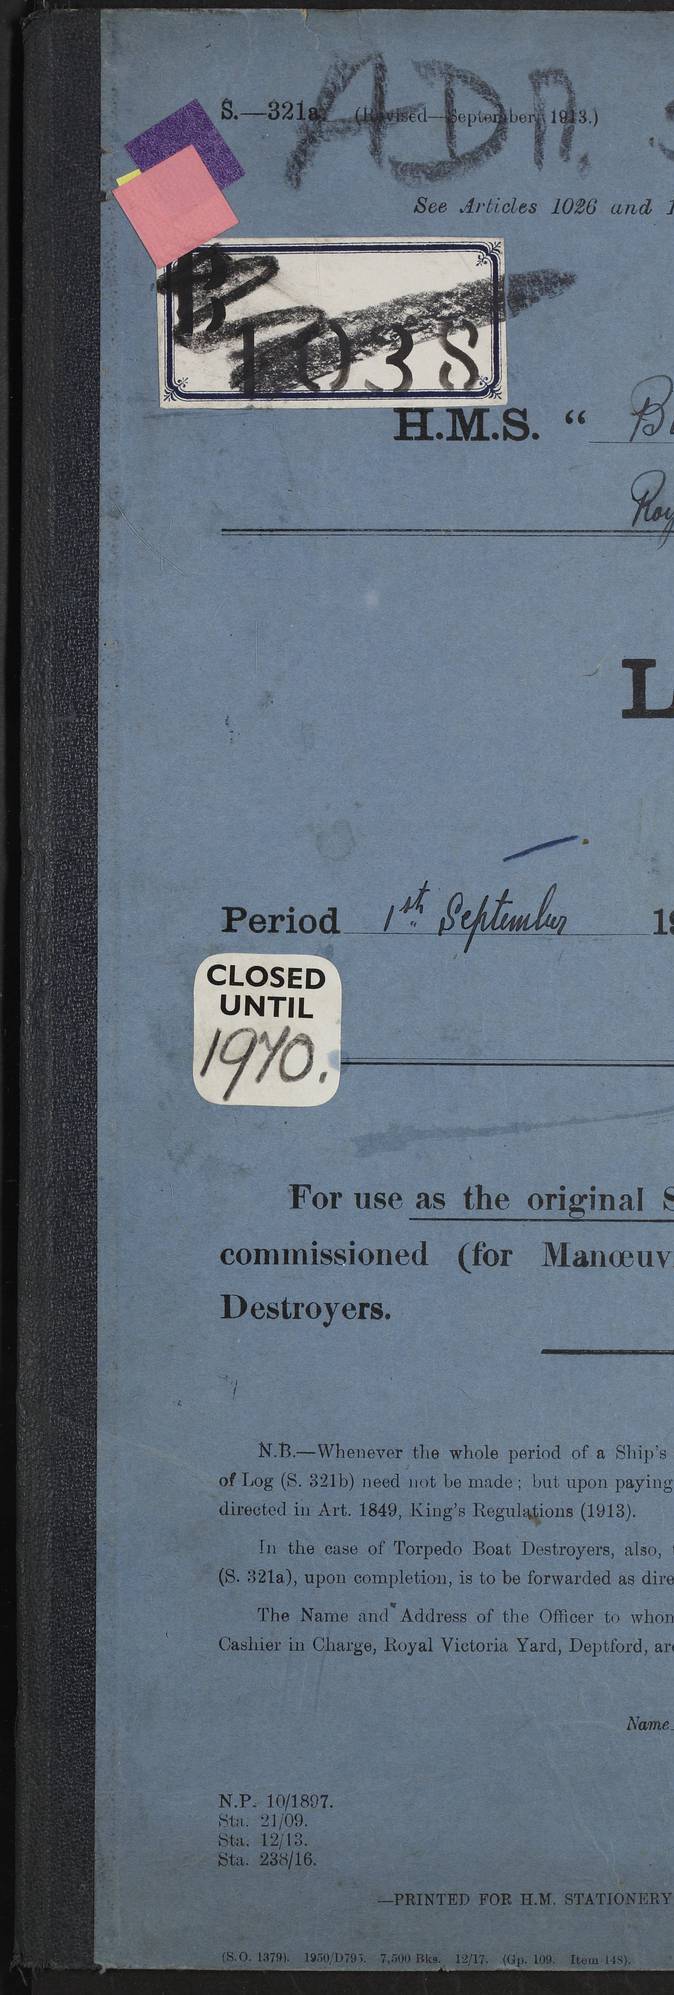 ADM.
S.—321a. (Revised—September, 1913.)
See Articles 1026 and
1038
H.M.S. “
Period 1st September 19
CLOSED
UNTIL
1970.
For use as the original
commissioned (for Manœuv
Destroyers.
N.B.—Whenever the whole period of a Ship's
of Log (S. 321b) need not be made; but upon paying
directed in Art. 1849, King's Regulations (1913).
In the case of Torpedo Boat Destroyers, also,
(S. 321a), upon completion, is to be forwarded as dire
The Name and Address of the Officer to whom
Cashier in Charge, Royal Victoria Yard, Deptford, are
Name
N.P. 10/1897.
Sta. 21/09.
Sta. 12/13.
Sta. 238/16.
—PRINTED FOR H.M. STATIONERY
(S.O. 1379). 1950/D795. 7,500 Bks. 12/17. (Gp. 109. Item 148).